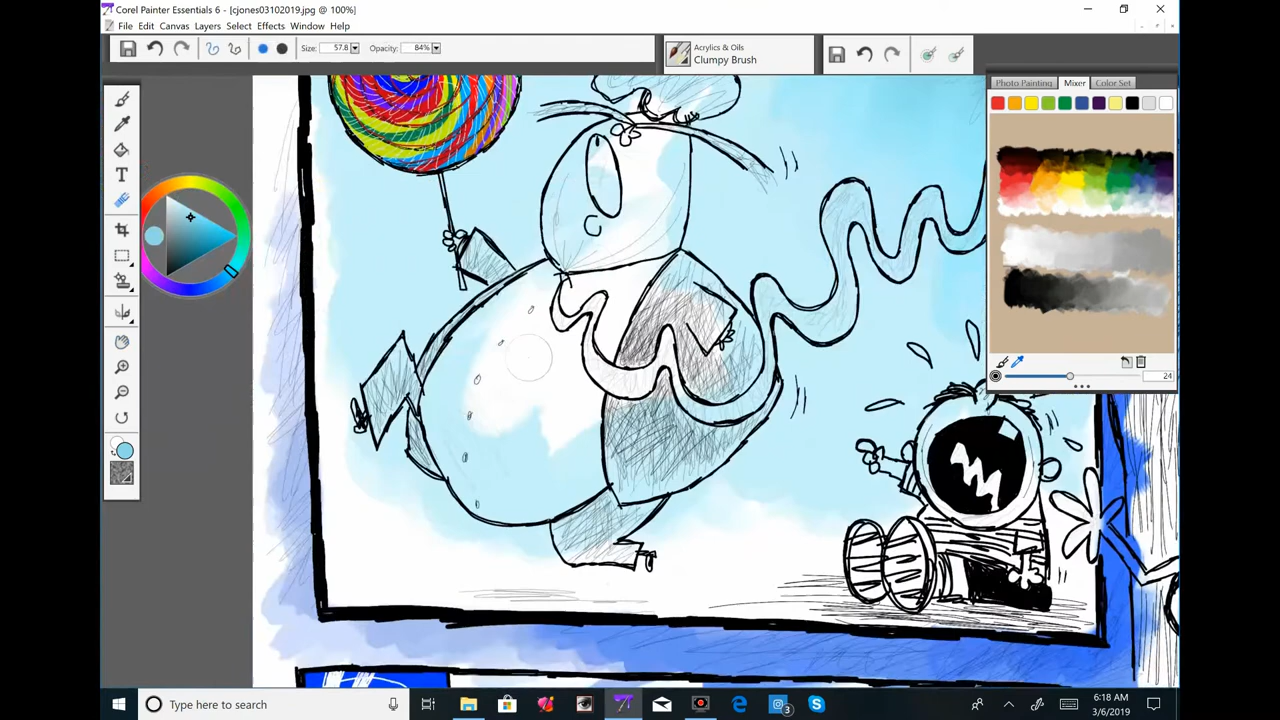 Corel Painter Essentials 6 - [cjones03102019.jpg @ 100%]
File Edit Canvas Layers Select Effects Window Help
Size: 57.8 Opacity: 84%
Acrylics & Oils
Clumpy Brush
Photo Painting Mixer Color Set
T
24
Type here to search
3
6:18 AM
3/6/2019